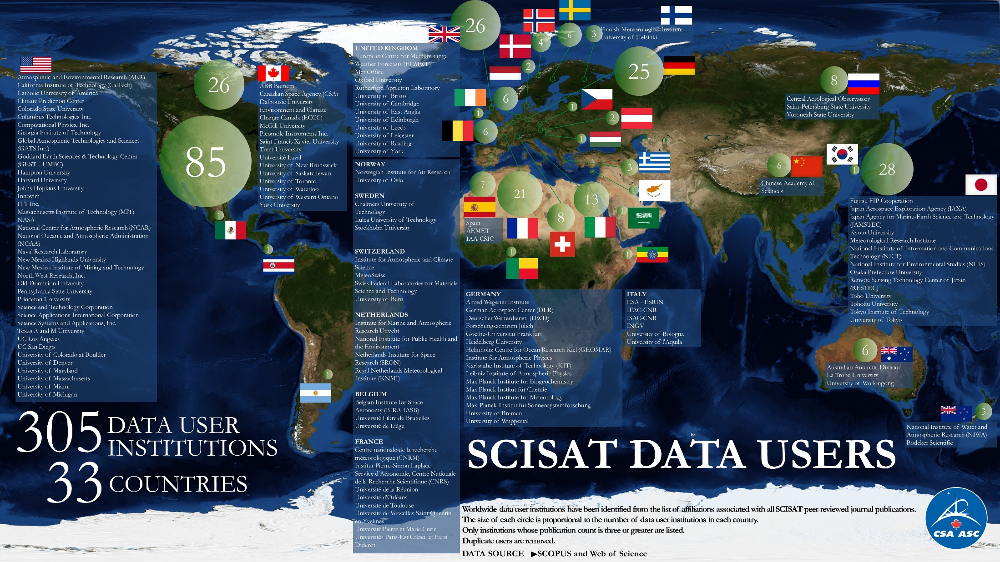 26
6
3
Finnish Meteorological Institute
University of Helsinki
4
2
25
8
Central Aerological Observatory
Saint-Petersburg State University
Voronezh State University
Atmospheric and Environmental Research (AER)
California Institute of Technology (CalTech)
Catholic University of America
Climate Prediction Center
Colorado State University
Columbus Technologies Inc.
Computational Physics, Inc.
Georgia Institute of Technology
Global Atmospheric Technologies and Sciences
(GATS Inc.)
Goddard Earth Sciences & Technology Center
(GEST – UMBC)
Hampton University
Harvard University
Johns Hopkins University
Innovim
ITT Inc.
Massachusetts Institute of Technology (MIT)
NASA
National Center for Atmospheric Research (NCAR)
National Oceanic and Atmospheric Administration
(NOAA)
Naval Research Laboratory
New Mexico Highlands University
New Mexico Institute of Mining and Technology
North West Research, Inc.
Old Dominion University
Pennsylvania State University
Princeton University
Science and Technology Corporation
Science Applications International Corporation
Science Systems and Applications, Inc.
Texas A and M University
UC Los Angeles
UC San Diego
University of Colorado at Boulder
University of Denver
University of Maryland
University of Massachusetts
University of Miami
University of Michigan
26
85
1
1
1
ABB Bomem
Canadian Space Agency (CSA)
Dalhousie University
Environment and Climate
Change Canada (ECCC)
McGill University
Picomole Instruments Inc.
Saint Francis Xavier University
Trent University
Université Laval
University of New Brunswick
University of Saskatchewan
University of Toronto
University of Waterloo
University of Western Ontario
York University
UNITED KINGDOM
European Centre for Medium range
Weather Forecasts (ECMWF)
Met Office
Oxford University
Rutherford Appleton Laboratory
University of Bristol
University of Cambridge
University of East Anglia
University of Edinburgh
University of Leeds
University of Leicester
University of Reading
University of York
NORWAY
Norwegian Institute for Air Research
University of Oslo
SWEDEN
Chalmers University of
Technology
Lulea University of Technology
Stockholm University
SWITZERLAND
Institute for Atmospheric and Climate
Science
MeteoSwiss
Swiss Federal Laboratories for Materials
Science and Technology
University of Bern
NETHERLANDS
Institute for Marine and Atmospheric
Research Utrecht
National Institute for Public Health and
the Environment
Netherlands Institute for Space
Research (SRON)
Royal Netherlands Meteorological
Institute (KNMI)
BELGIUM
Belgian Institute for Space
Aeronomy (BIRA-IASB)
Université Libre de Bruxelles
Université de Liège
FRANCE
Centre nationale de la recherche
météorologique (CNRM)
Institut Pierre-Simon Laplace
Service d'Aéronomie, Centre Nationale
de la Recherche Scientifique (CNRS)
Université de la Réunion
Université d'Orléans
Université de Toulouse
Université de Versailles Saint Quentin
en Yvelines
Université Pierre et Marie Curie
Universités Paris-Est Créteil et Paris
Diderot
6
1
6
1
2
1
3
1
7
21
8
13
1
1
1
Spain
AEMET
IAA-CSIC
GERMANY
Alfred Wegener Institute
German Aerospace Center (DLR)
Deutscher Wetterdienst (DWD)
Forschungszentrum Jülich
Goethe-Universitat Frankfurt
Heidelberg University
Helmholtz Centre for Ocean Research Kiel (GEOMAR)
Institute for Atmospheric Physics
Karlsruhe Institute of Technology (KIT)
Leibniz Institute of Atmospheric Physics
Max Planck Institute for Biogeochemistry
Max Planck Institut für Chemie
Max Planck Institute for Meteorology
Max-Planck-Institut für Sonnensystemforschung
University of Bremen
University of Wuppertal
ITALY
ESA - ESRIN
IFAC-CNR
ISAC-CNR
INGV
University of Bologna
University of l'Aquila
6
Chinese Academy of
Sciences
1
28
Fujitsu FIP Cooperation
Japan Aerospace Exploration Agency (JAXA)
Japan Agency for Marine-Earth Science and Technology
(JAMSTEC)
Kyoto University
Meteorological Research Institute
National Institute of Information and Communications
Technology (NICT)
National Institute for Environmental Studies (NIES)
Osaka Prefecture University
Remote Sensing Technology Center of Japan
(RESTEC)
Toho University
Tohoku University
Tokyo Institute of Technology
University of Tokyo
6
Australian Antarctic Division
La Trobe University
University of Wollongong
3
National Institute of Water and
Atmospheric Research (NIWA)
Bodeker Scientific
305 DATA USER
INSTITUTIONS
33 COUNTRIES
SCISAT DATA USERS
Worldwide data user institutions have been identified from the list of affiliations associated with all SCISAT peer-reviewed journal publications.
The size of each circle is proportional to the number of data user institutions in each country.
Only institutions whose publication count is three or greater are listed.
Duplicate users are removed.
DATA SOURCE ▶SCOPUS and Web of Science
CSA ASC